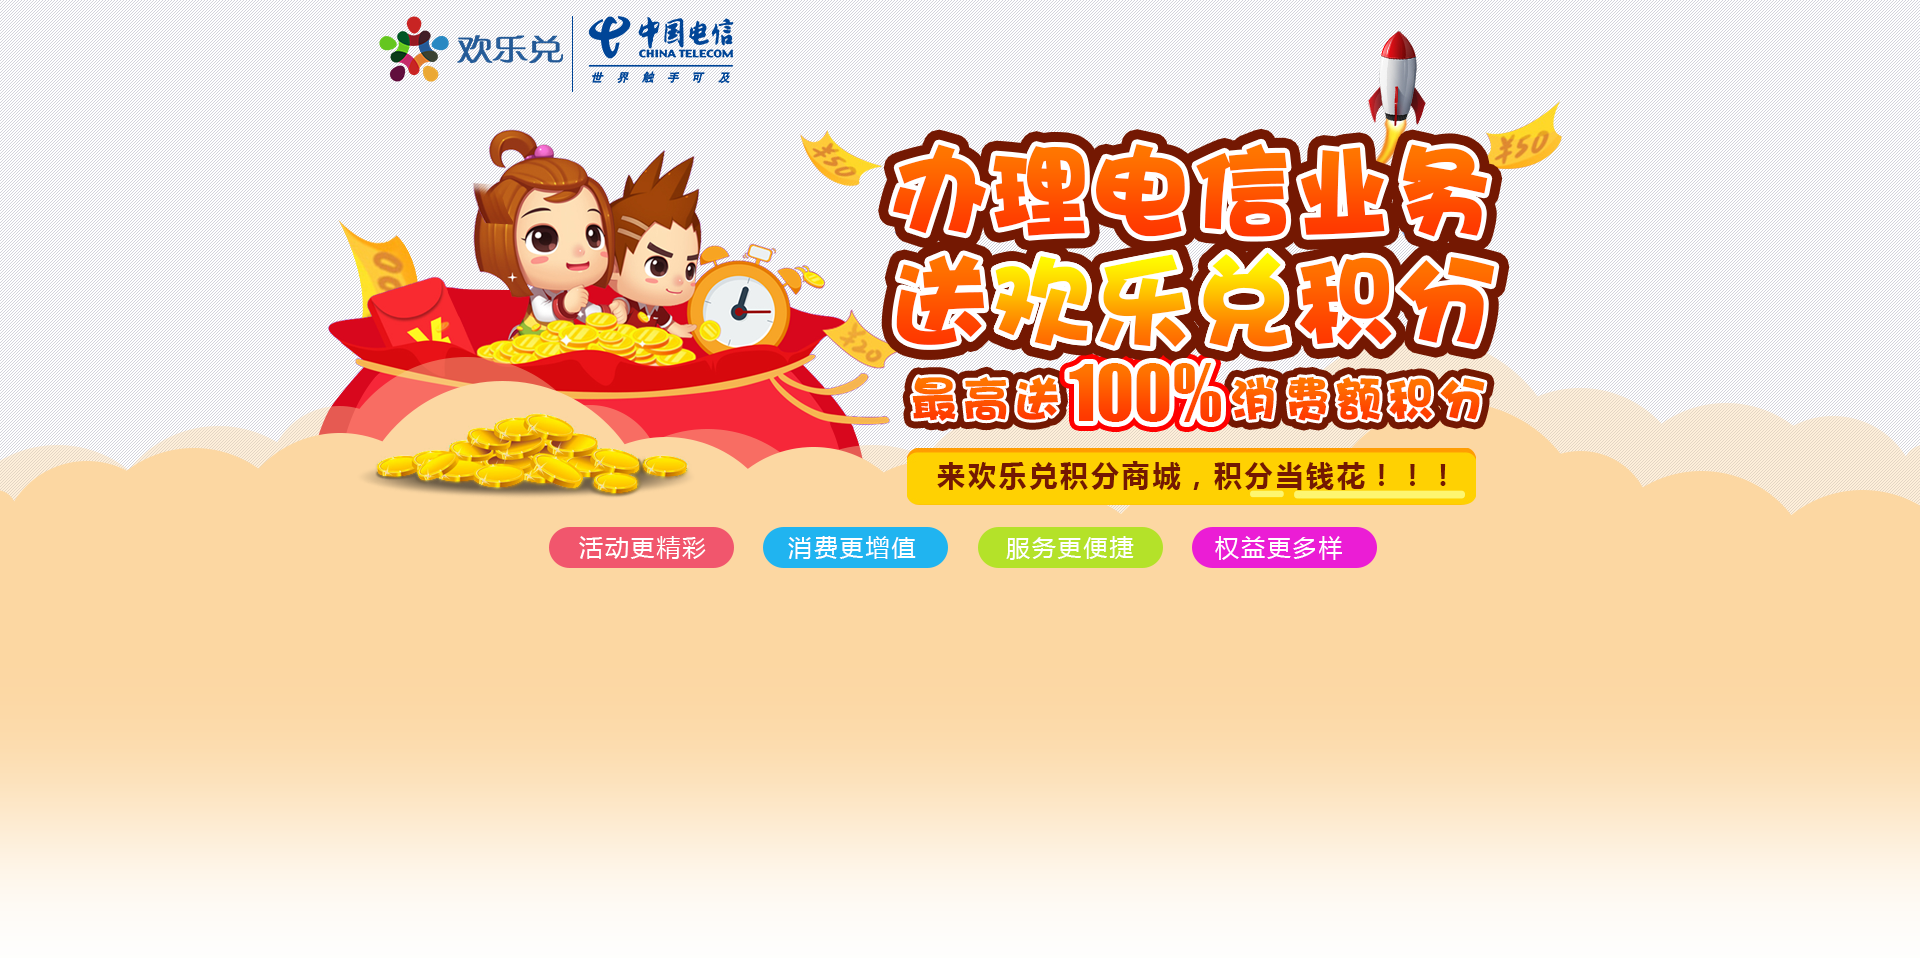 欢乐兑
中国电信
CHINA TELECOM
世界触手可及
¥50
¥50
00
¥20
办理电信业务
送欢乐兑积分
最高送100%消费额积分
来欢乐兑积分商城，积分当钱花！！！
活动更精彩
消费更增值
服务更便捷
权益更多样